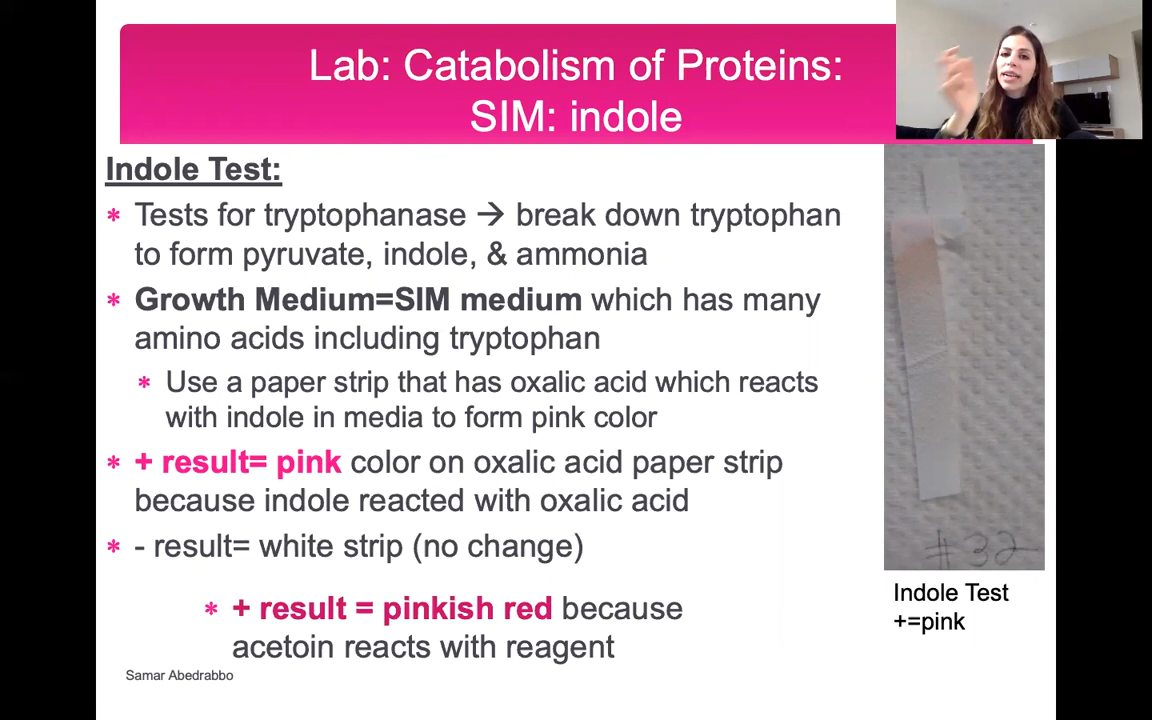 Lab: Catabolism of Proteins:
SIM: indole
Indole Test:
* Tests for tryptophanase → break down tryptophan
to form pyruvate, indole, & ammonia
* Growth Medium=SIM medium which has many
amino acids including tryptophan
* Use a paper strip that has oxalic acid which reacts
with indole in media to form pink color
* + result= pink color on oxalic acid paper strip
because indole reacted with oxalic acid
* - result= white strip (no change)
* + result = pinkish red because
acetoin reacts with reagent
Samar Abedrabbo
#32
Indole Test
+=pink